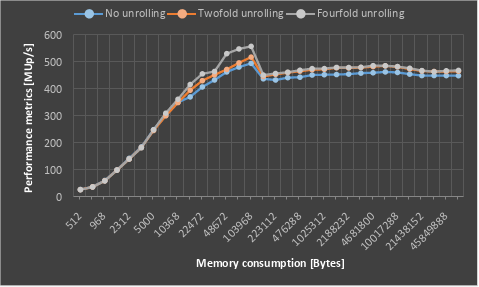 No unrolling Twofold unrolling Fourfold unrolling
Performance metrics [MUp/s]
600
500
400
300
200
100
0
512 968 2312 5000 10368 22472 48672 103968 223112 476288 1025312 2188232 4681800 10017288 21438152 45849888
Memory consumption [Bytes]